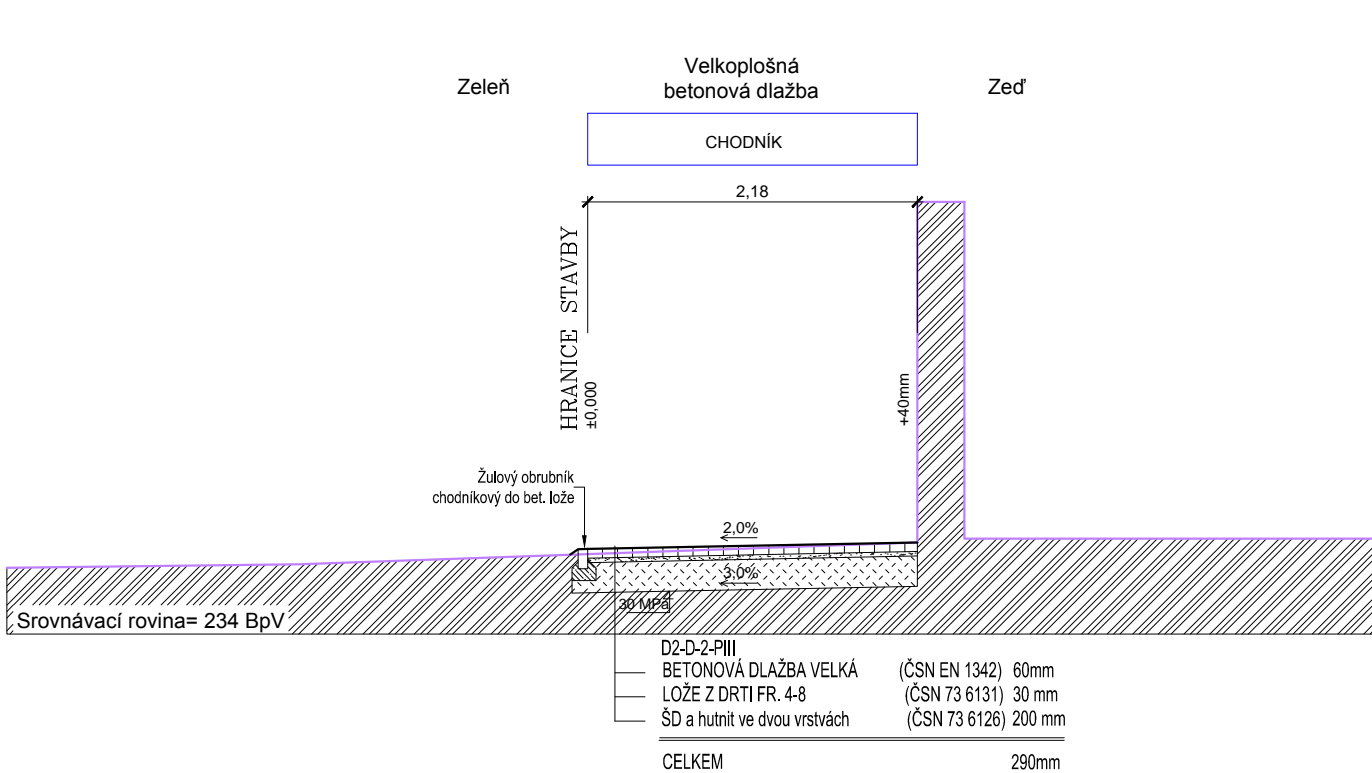 Zeleň
Velkoplošná
betonová dlažba
Zeď
CHODNÍK
2,18
HRANICE STAVBY
±0,000
+40mm
Žulový obrubník
chodníkový do bet. lože
2,0%
3,0%
30 MPa
Srovnávací rovina= 234 BpV
D2-D-2-PIII
BETONOVÁ DLAŽBA VELKÁ (ČSN EN 1342) 60mm
LOŽE Z DRTI FR. 4-8 (ČSN 73 6131) 30 mm
ŠD a hutnit ve dvou vrstvách (ČSN 73 6126) 200 mm
CELKEM 290mm